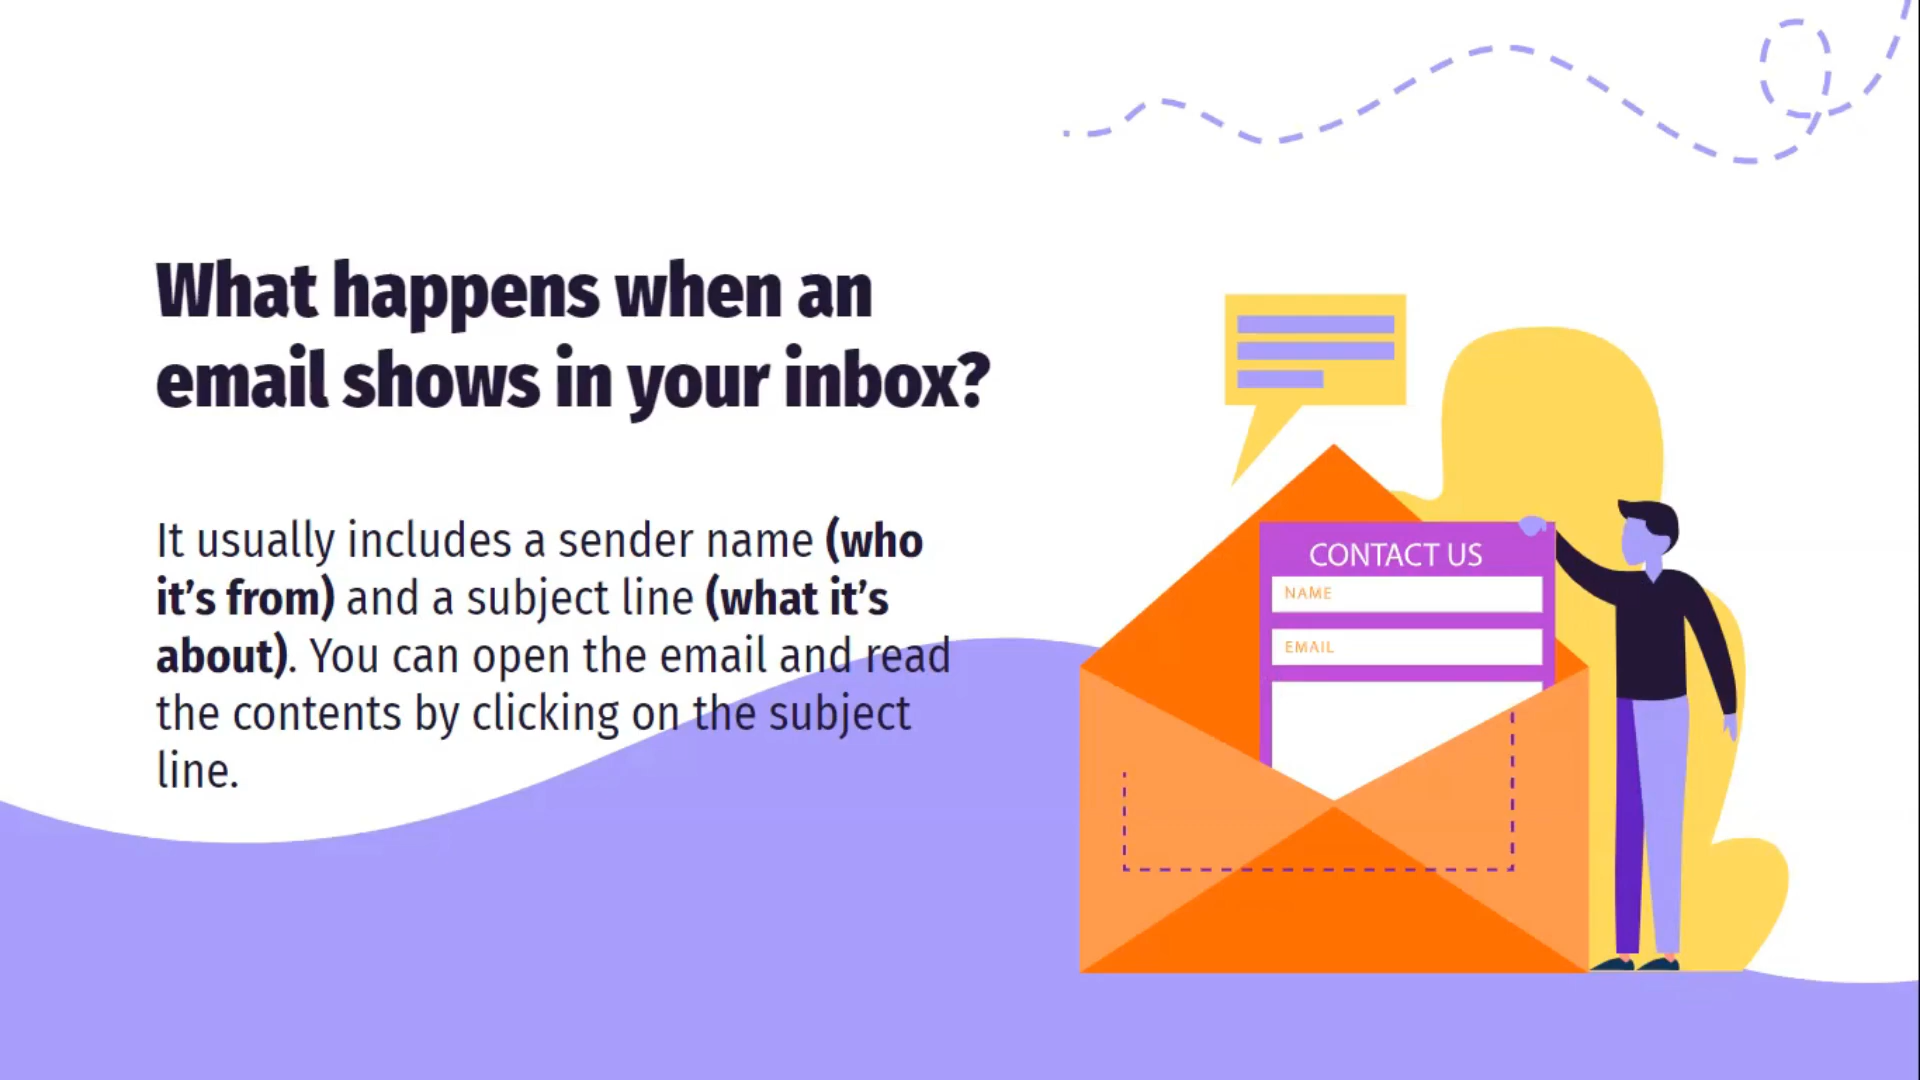 What happens when an
email shows in your inbox?
It usually includes a sender name (who
it’s from) and a subject line (what it’s
about). You can open the email and read
the contents by clicking on the subject
line.
CONTACT US
NAME
EMAIL